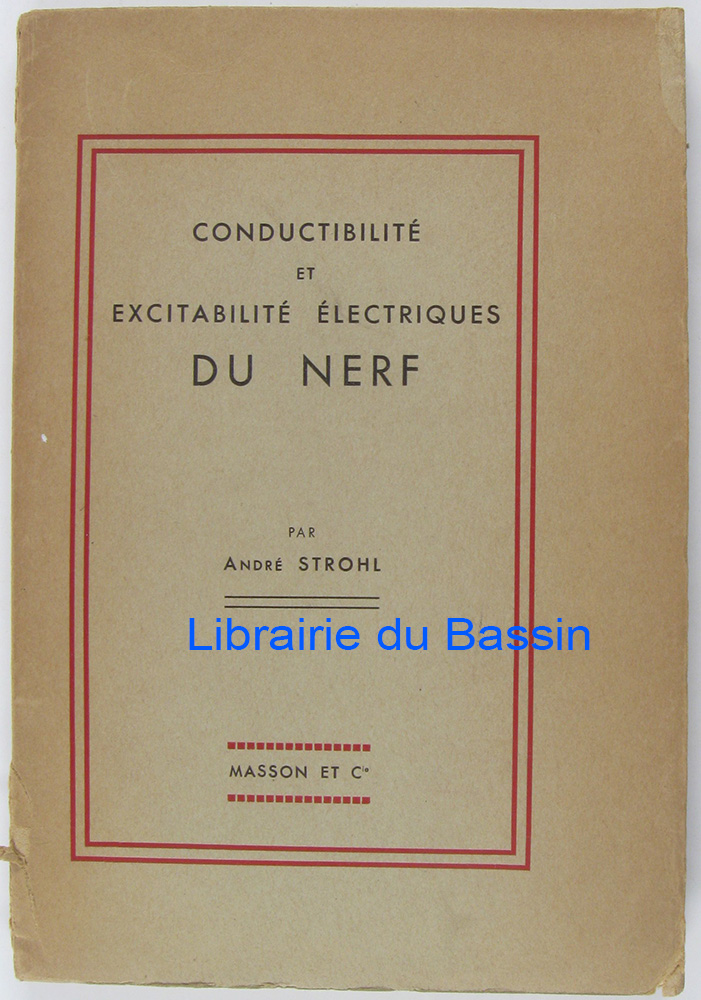 CONDUCTIBILITÉ
ET
EXCITABILITÉ ÉLECTRIQUES
DU NERF
PAR
ANDRÉ STROHL
Librairie du Bassin
MASSON ET Cie